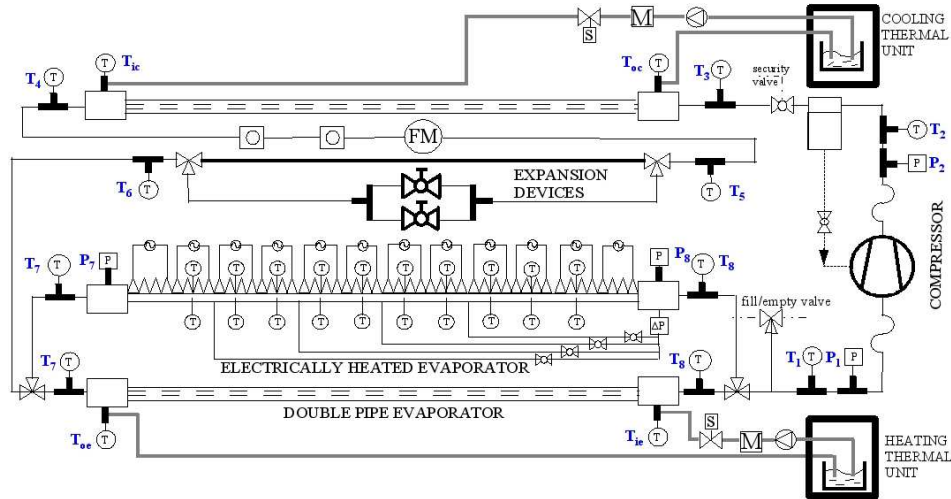 S
M
COOLING
THERMAL
UNIT
T
Tic
T
Toc
T
T4
T
T3
security
valve
T
T2
P
P2
FM
T
T6
EXPANSION
DEVICES
T
T5
COMPRESSOR
P
P7
T
T7
T T T T T T T T T
P
P8
T
T8
T T T T T T T T T
ΔP
fill/empty valve
ELECTRICALLY HEATED EVAPORATOR
T
T7
T
T8
T
T1
P
P1
DOUBLE PIPE EVAPORATOR
T
Toe
T
Tie
S
M
HEATING
THERMAL
UNIT